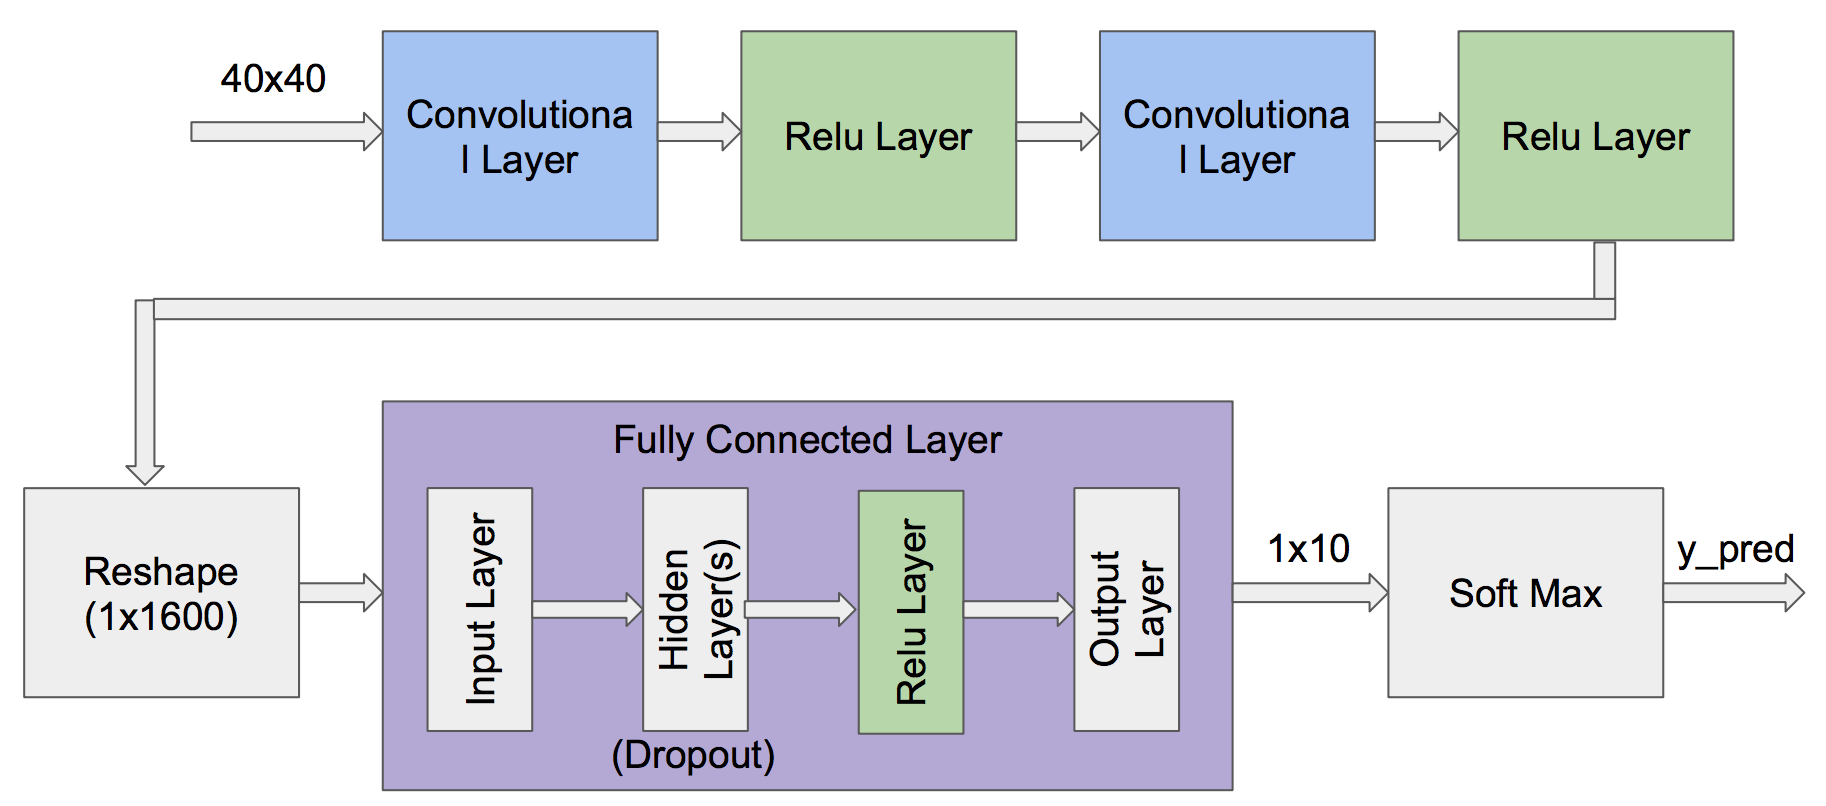 40x40
Convolutiona
l Layer
Relu Layer
Convolutiona
l Layer
Relu Layer
Reshape
(1x1600)
Fully Connected Layer
Input Layer
Hidden
Layer(s)
(Dropout)
Relu Layer
Output
Layer
1x10
Soft Max
y_pred